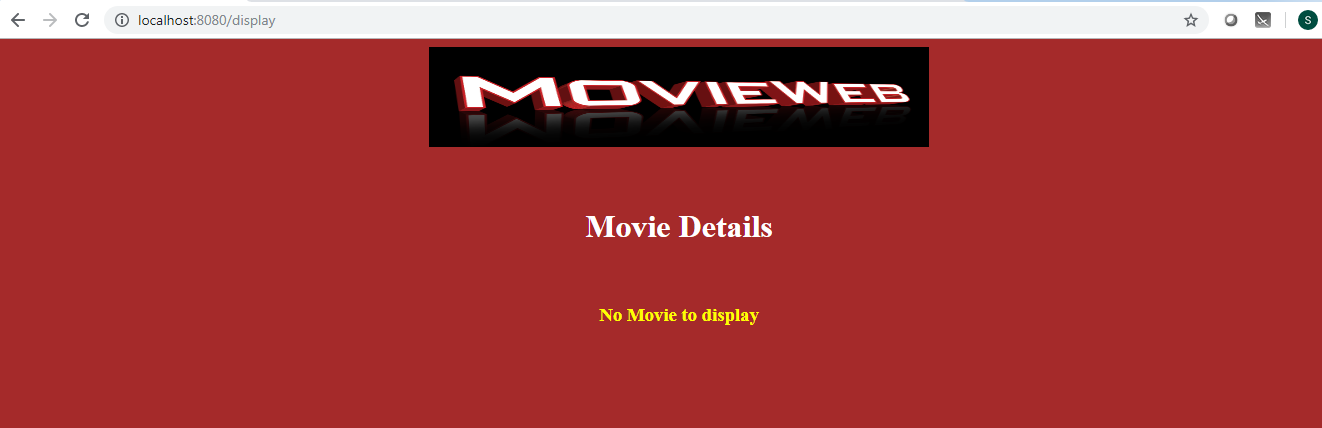 localhost:8080/display
S
MOVIEWEB
Movie Details
No Movie to display